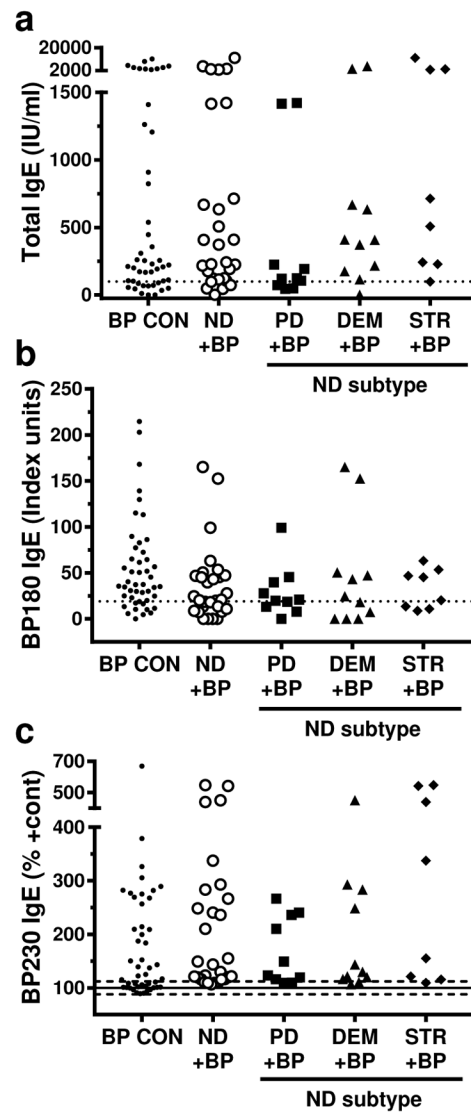 a
Total IgE (IU/ml)
20000
2000
1500
1000
500
0
BP CON
ND
+BP
PD
+BP
DEM
+BP
STR
+BP
ND subtype
b
BP180 IgE (Index units)
250
200
150
100
50
0
BP CON
ND
+BP
PD
+BP
DEM
+BP
STR
+BP
ND subtype
c
BP230 IgE (% +cont)
700
500
400
300
200
100
BP CON
ND
+BP
PD
+BP
DEM
+BP
STR
+BP
ND subtype